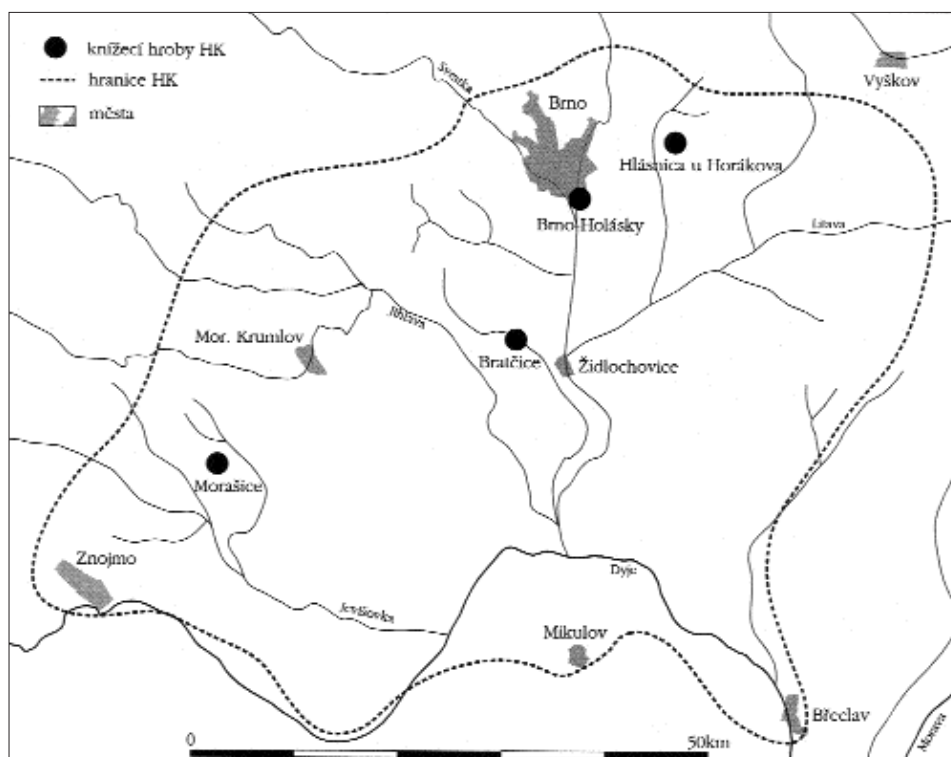 knížecí hroby HK
hranice HK
města
Vyškov
Svratka
Brno
Hlásnica u Horákova
Brno-Holásky
Litava
Jihlava
Mor. Krumlov
Bratčice
Židlochovice
Morašice
Znojmo
Dyje
Jevišovka
Mikulov
Břeclav
Morava
0
50km